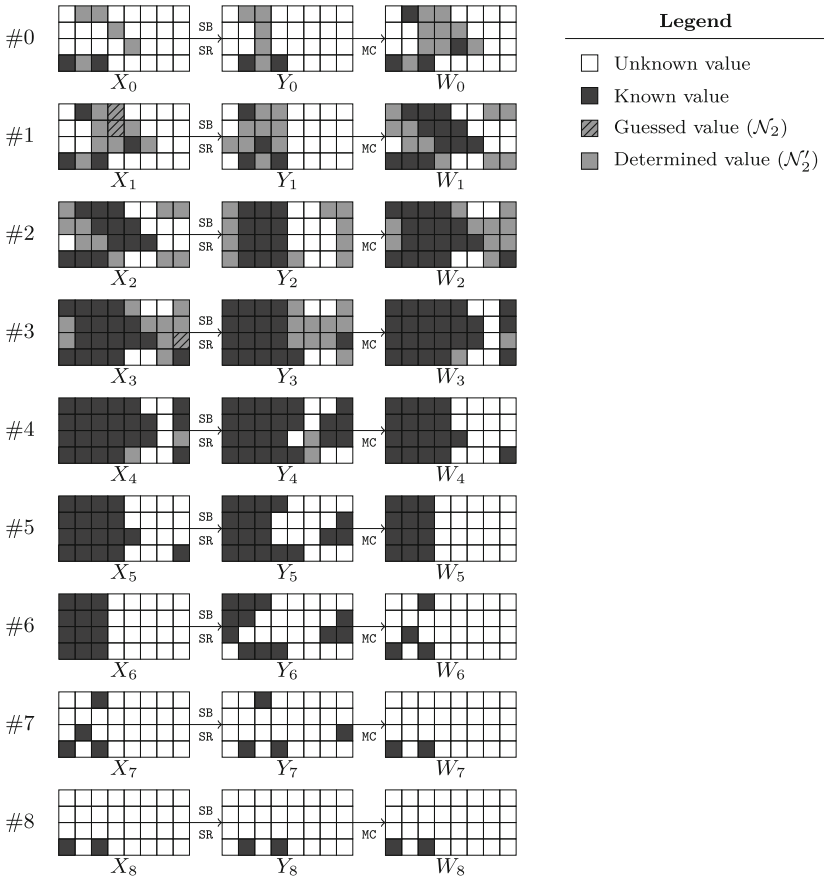 Legend
Unknown value
Known value
Guessed value (𝒩₂)
Determined value (𝒩₂′)
#0 SB SR MC
X₀ Y₀ W₀
#1 SB SR MC
X₁ Y₁ W₁
#2 SB SR MC
X₂ Y₂ W₂
#3 SB SR MC
X₃ Y₃ W₃
#4 SB SR MC
X₄ Y₄ W₄
#5 SB SR MC
X₅ Y₅ W₅
#6 SB SR MC
X₆ Y₆ W₆
#7 SB SR MC
X₇ Y₇ W₇
#8 SB SR MC
X₈ Y₈ W₈